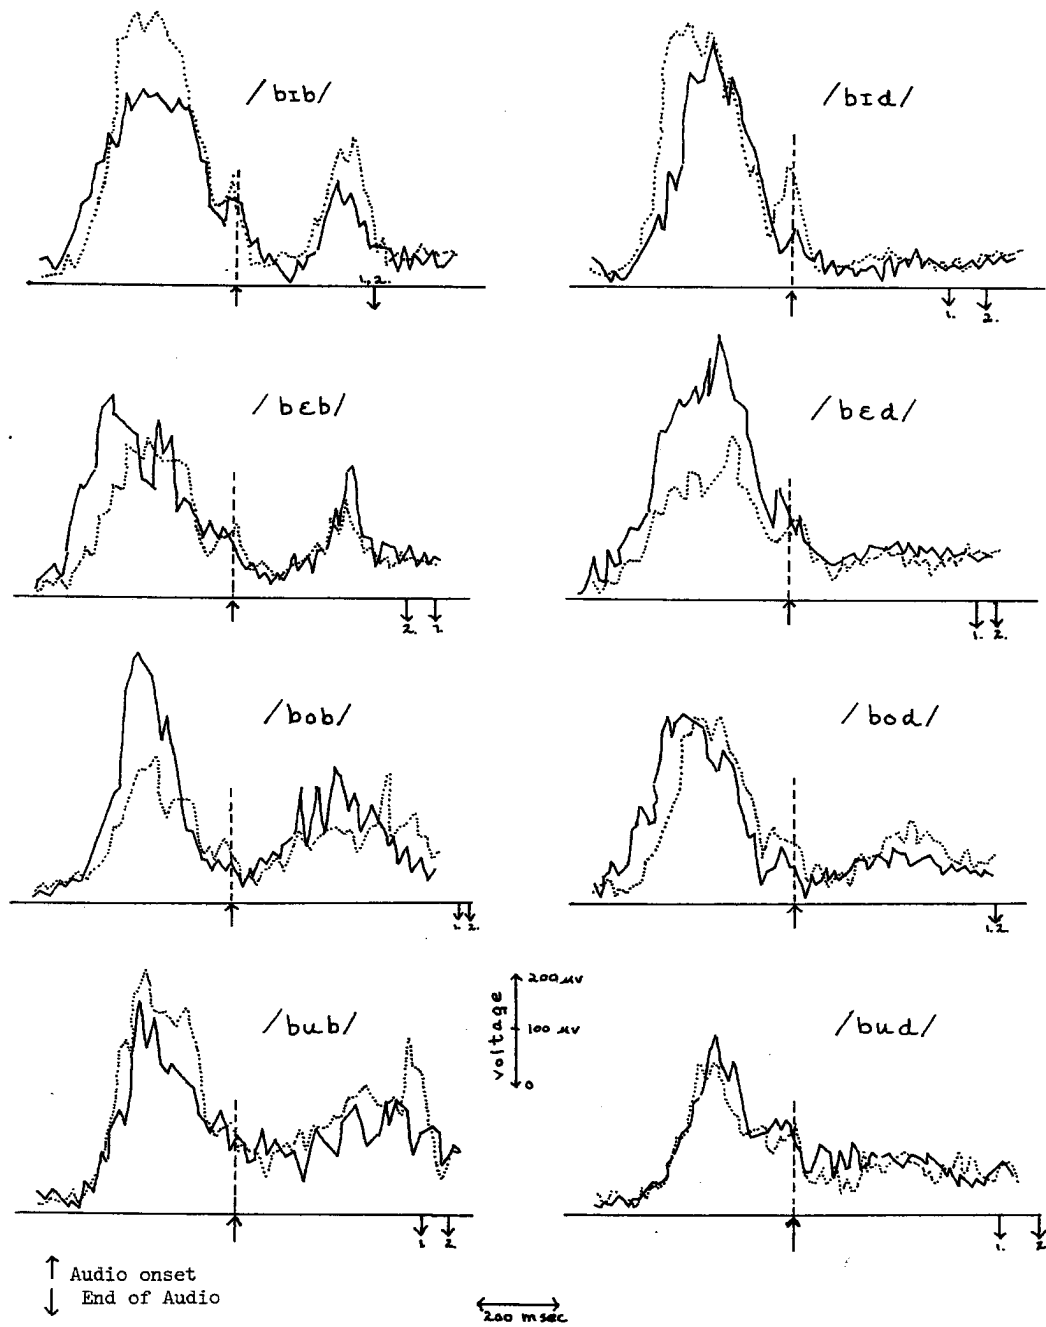 /bɪb/
/bɪd/
1. 2.
1. 2.
/bɛb/
/bɛd/
2. 1.
1. 2.
/bob/
/bod/
1. 2.
1. 2.
200 μv
100 μv
0
voltage
/bub/
/bud/
1 2
1. 2
Audio onset
End of Audio
200 msec